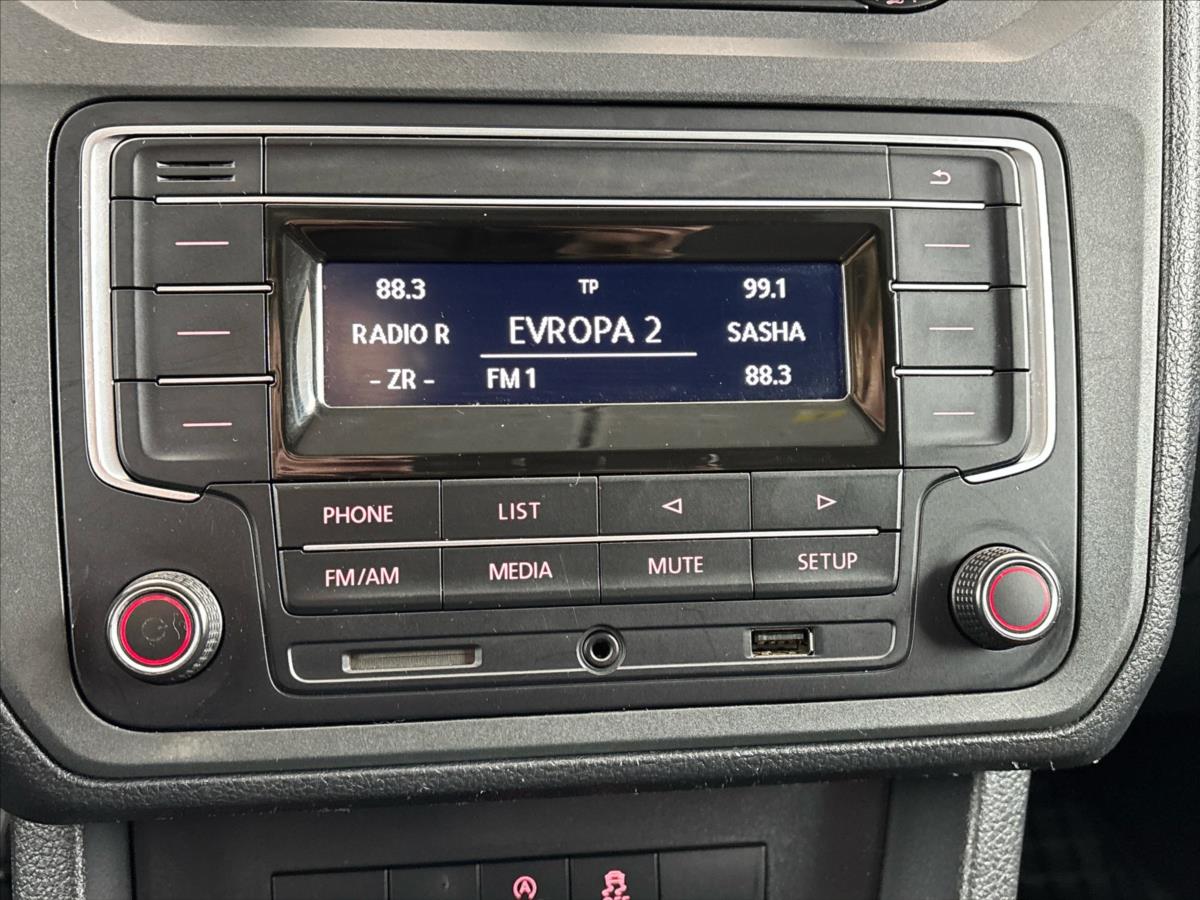 88.3 TP 99.1
RADIO R EVROPA 2 SASHA
- ZR - FM 1 88.3
PHONE LIST
FM/AM MEDIA MUTE SETUP
A
OFF